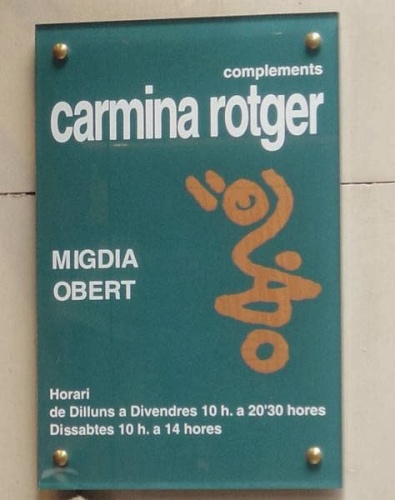 complements
carmina rotger
MIGDIA
OBERT
Horari
de Dilluns a Divendres 10 h. a 20'30 hores
Dissabtes 10 h. a 14 hores